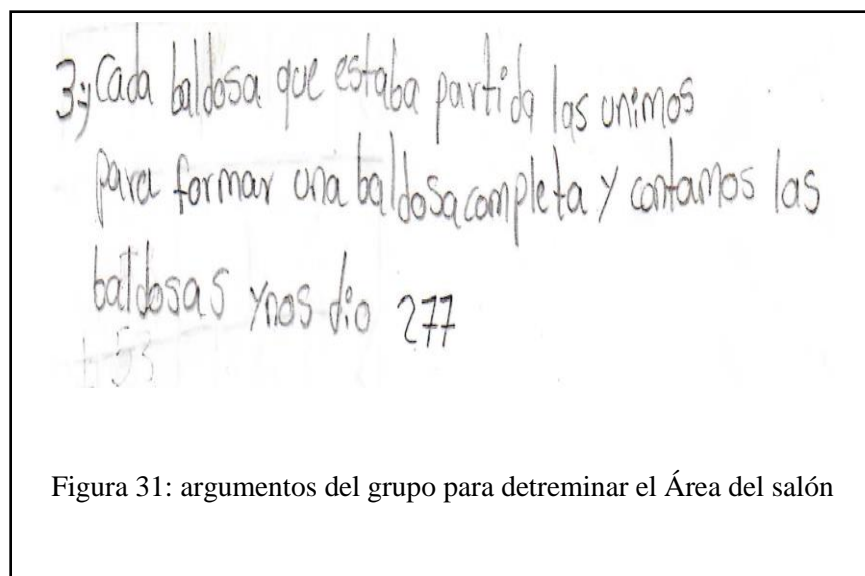 3:) Cada baldosa que estaba partida las unimos
para formar una baldosa completa y contamos las
baldosas y nos dio 277
Figura 31: argumentos del grupo para detreminar el Área del salón